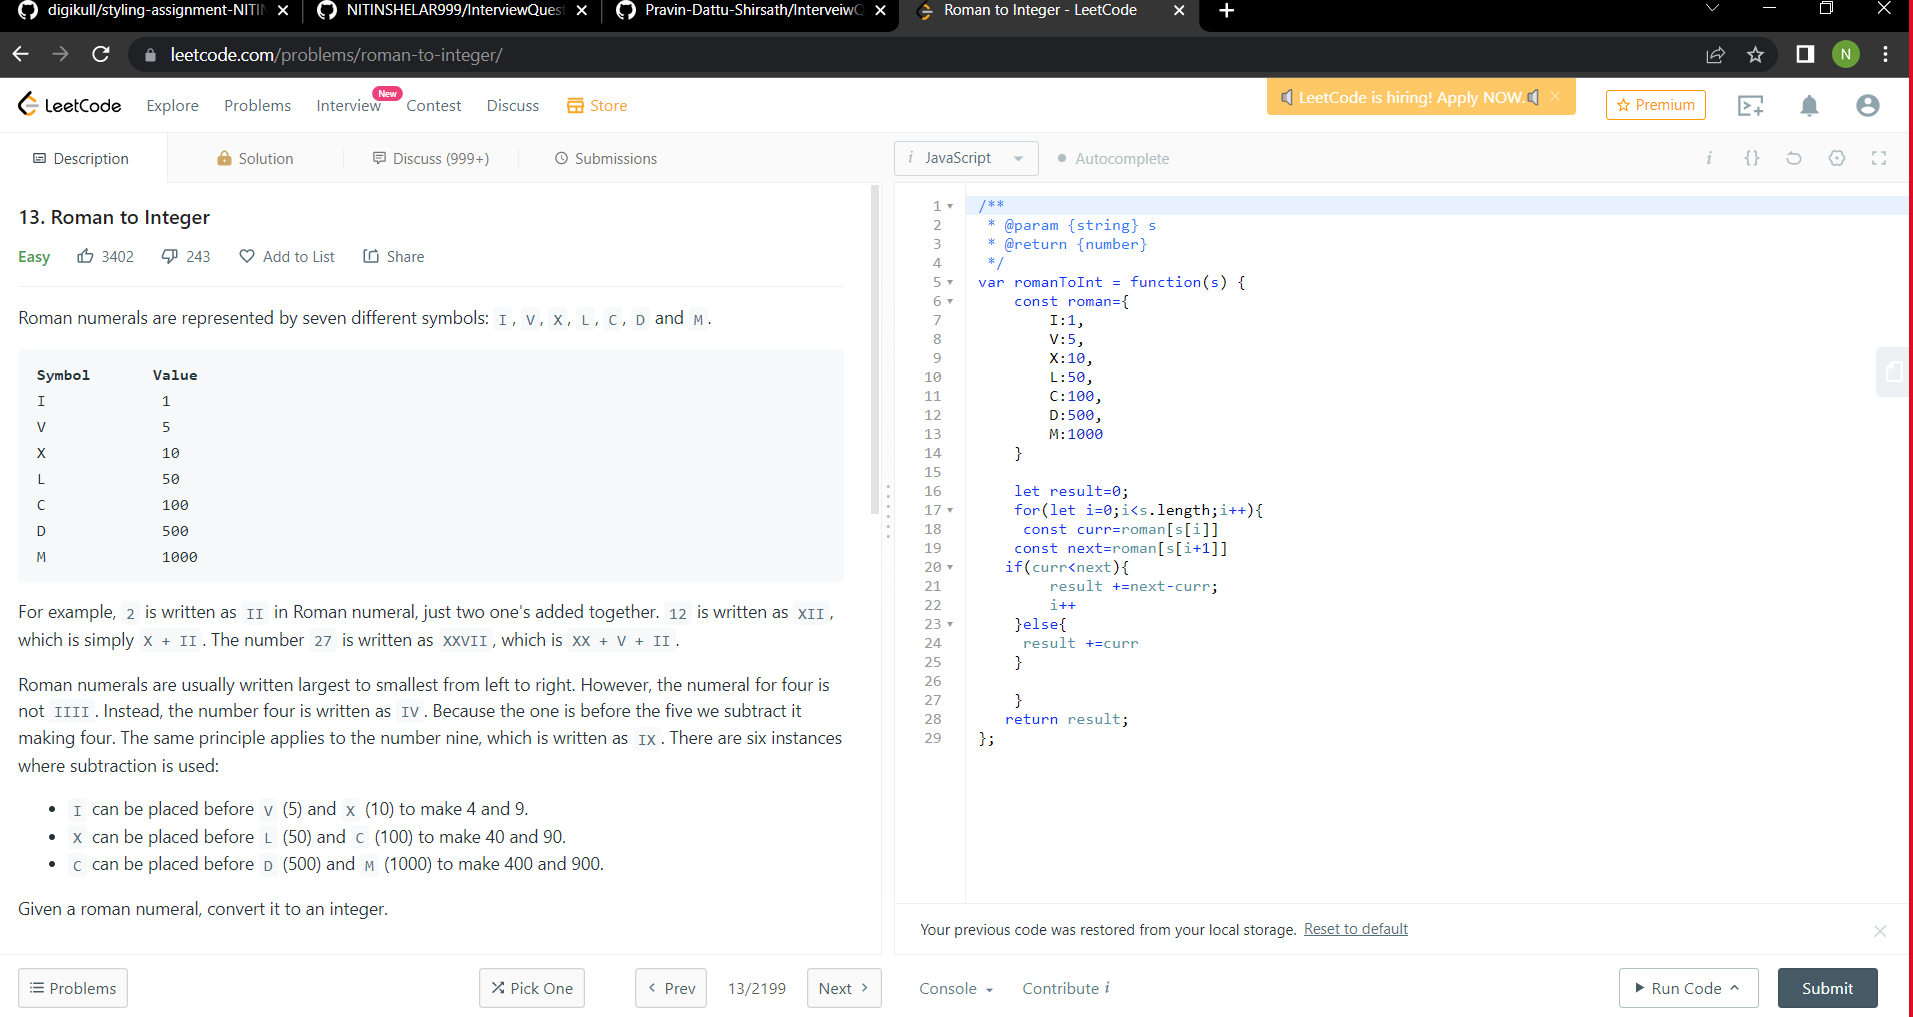 digikull/styling-assignment-NITIN
NITINSHELAR999/InterviewQuest
Pravin-Dattu-Shirsath/InterveiwQ
Roman to Integer - LeetCode
leetcode.com/problems/roman-to-integer/
N
LeetCode Explore Problems Interview New Contest Discuss Store
LeetCode is hiring! Apply NOW.
Premium
Description Solution Discuss (999+) Submissions
13. Roman to Integer
Easy 3402 243 Add to List Share
Roman numerals are represented by seven different symbols: I, V, X, L, C, D and M.
Symbol Value
I 1
V 5
X 10
L 50
C 100
D 500
M 1000
For example, 2 is written as II in Roman numeral, just two one's added together. 12 is written as XII,
which is simply X + II. The number 27 is written as XXVII, which is XX + V + II.
Roman numerals are usually written largest to smallest from left to right. However, the numeral for four is
not IIII. Instead, the number four is written as IV. Because the one is before the five we subtract it
making four. The same principle applies to the number nine, which is written as IX. There are six instances
where subtraction is used:
• I can be placed before V (5) and X (10) to make 4 and 9.
• X can be placed before L (50) and C (100) to make 40 and 90.
• C can be placed before D (500) and M (1000) to make 400 and 900.
Given a roman numeral, convert it to an integer.
Problems Pick One Prev 13/2199 Next
i JavaScript Autocomplete i {}
1 /**
2 * @param {string} s
3 * @return {number}
4 */
5 var romanToInt = function(s) {
6 const roman={
7 I:1,
8 V:5,
9 X:10,
10 L:50,
11 C:100,
12 D:500,
13 M:1000
14 }
15
16 let result=0;
17 for(let i=0;i<s.length;i++){
18 const curr=roman[s[i]]
19 const next=roman[s[i+1]]
20 if(curr<next){
21 result +=next-curr;
22 i++
23 }else{
24 result +=curr
25 }
26
27 }
28 return result;
29 };
Your previous code was restored from your local storage. Reset to default
Console Contribute i Run Code Submit